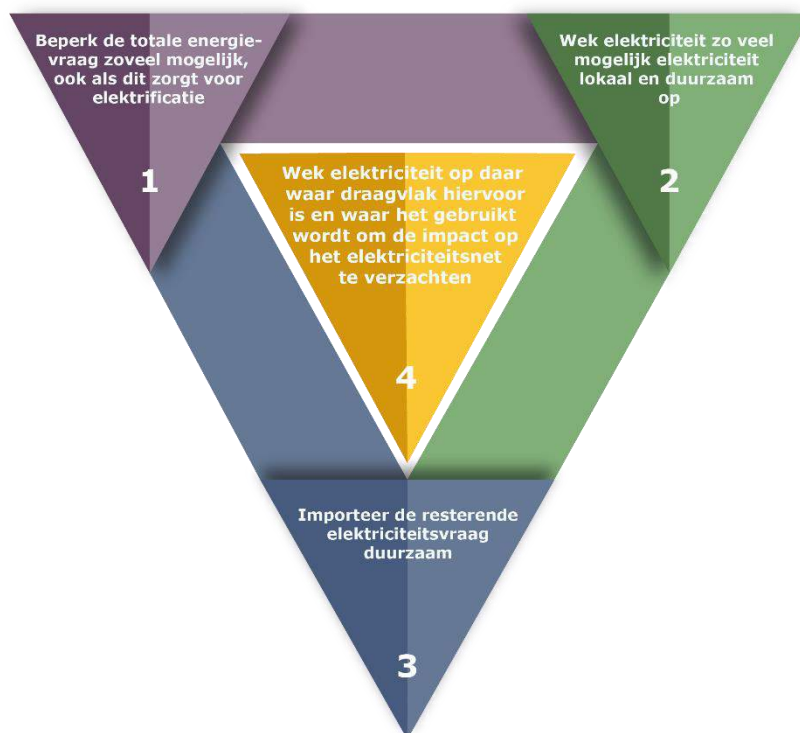 Beperk de totale energie-
vraag zoveel mogelijk,
ook als dit zorgt voor
elektrificatie
1
Wek elektriciteit zo veel
mogelijk elektriciteit
lokaal en duurzaam
op
2
Wek elektriciteit op daar
waar draagvlak hiervoor
is en waar het gebruikt
wordt om de impact op
het elektriciteitsnet
te verzachten
4
Importeer de resterende
elektriciteitsvraag
duurzaam
3